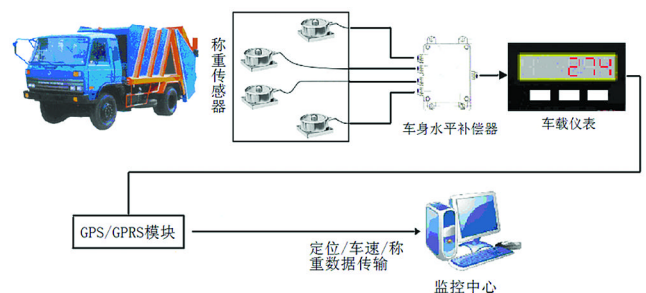 称重传感器
车身水平补偿器
274
车载仪表
GPS/GPRS模块
定位/车速/称
重数据传输
监控中心